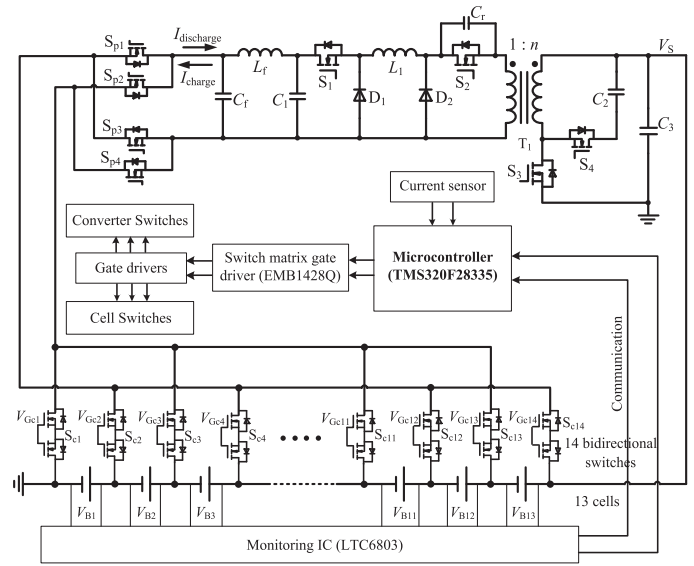 S_p1
I_discharge
C_r
1 : n
V_S
S_p2
I_charge
L_f
S_1
L_1
S_2
C_f
C_1
D_1
D_2
C_2
C_3
S_p3
T_1
S_4
S_p4
S_3
Current sensor
Converter Switches
Microcontroller
(TMS320F28335)
Switch matrix gate
driver (EMB1428Q)
Gate drivers
Cell Switches
Communication
V_Gc1
V_Gc2
V_Gc3
V_Gc4
V_Gc11
V_Gc12
V_Gc13
V_Gc14
S_c1
S_c2
S_c3
S_c4
S_c11
S_c12
S_c13
S_c14
14 bidirectional
switches
13 cells
V_B1
V_B2
V_B3
V_B11
V_B12
V_B13
Monitoring IC (LTC6803)